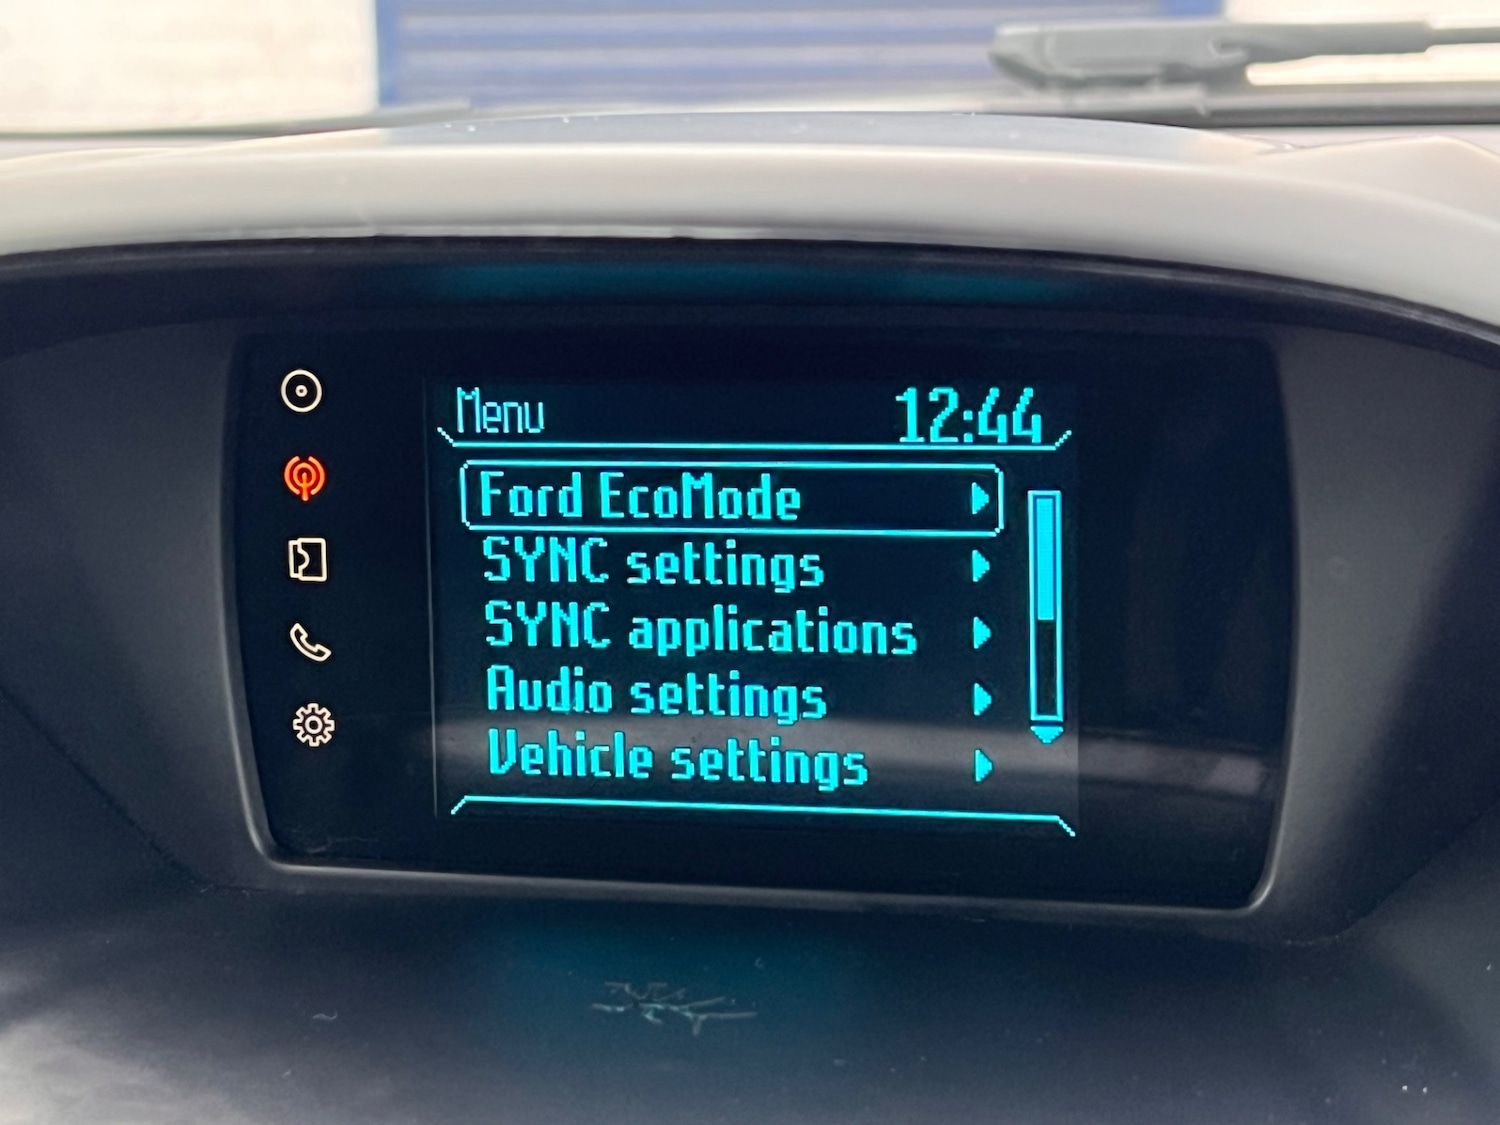 Menu 12:44
Ford EcoMode
SYNC settings
SYNC applications
Audio settings
Vehicle settings